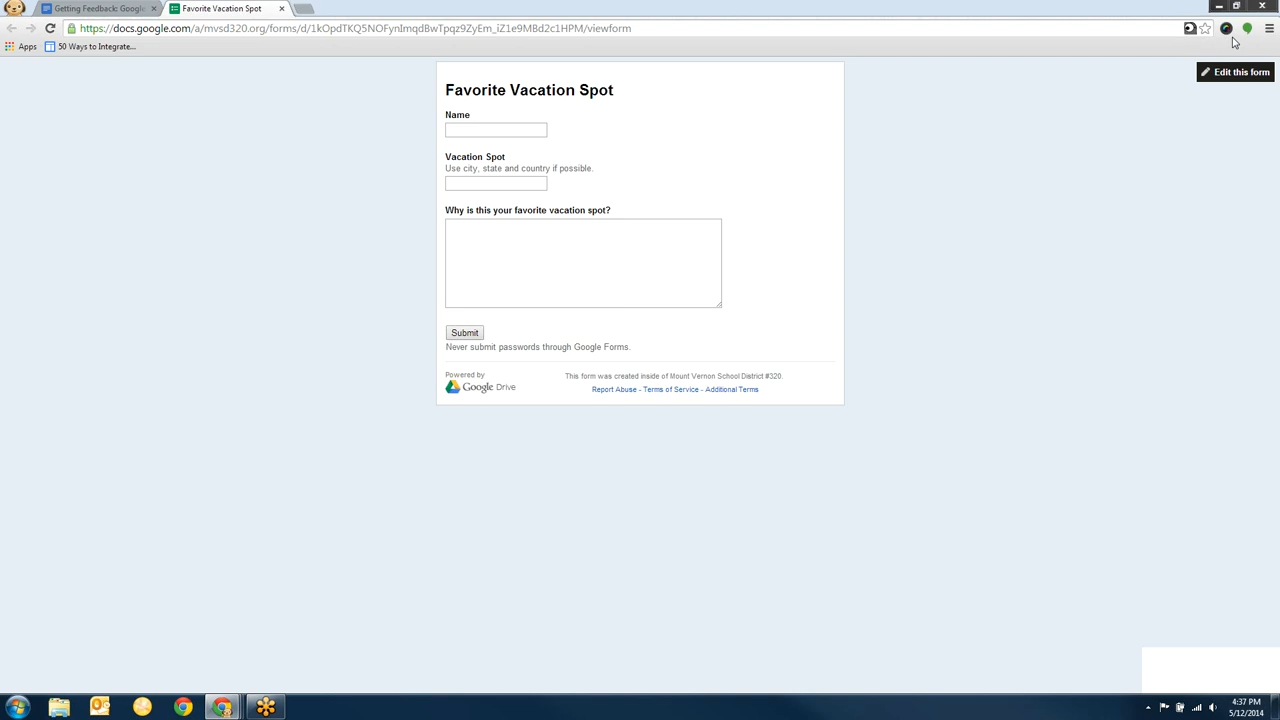 Getting Feedback: Google
Favorite Vacation Spot
https://docs.google.com/a/mvsd320.org/forms/d/1kOpdTKQ5NOFynImqdBwTpqz9ZyEm_iZ1e9MBd2c1HPM/viewform
Apps
50 Ways to Integrate...
Edit this form
Favorite Vacation Spot
Name
Vacation Spot
Use city, state and country if possible.
Why is this your favorite vacation spot?
Submit
Never submit passwords through Google Forms.
Powered by
Google Drive
This form was created inside of Mount Vernon School District #320.
Report Abuse - Terms of Service - Additional Terms
4:37 PM
5/12/2014